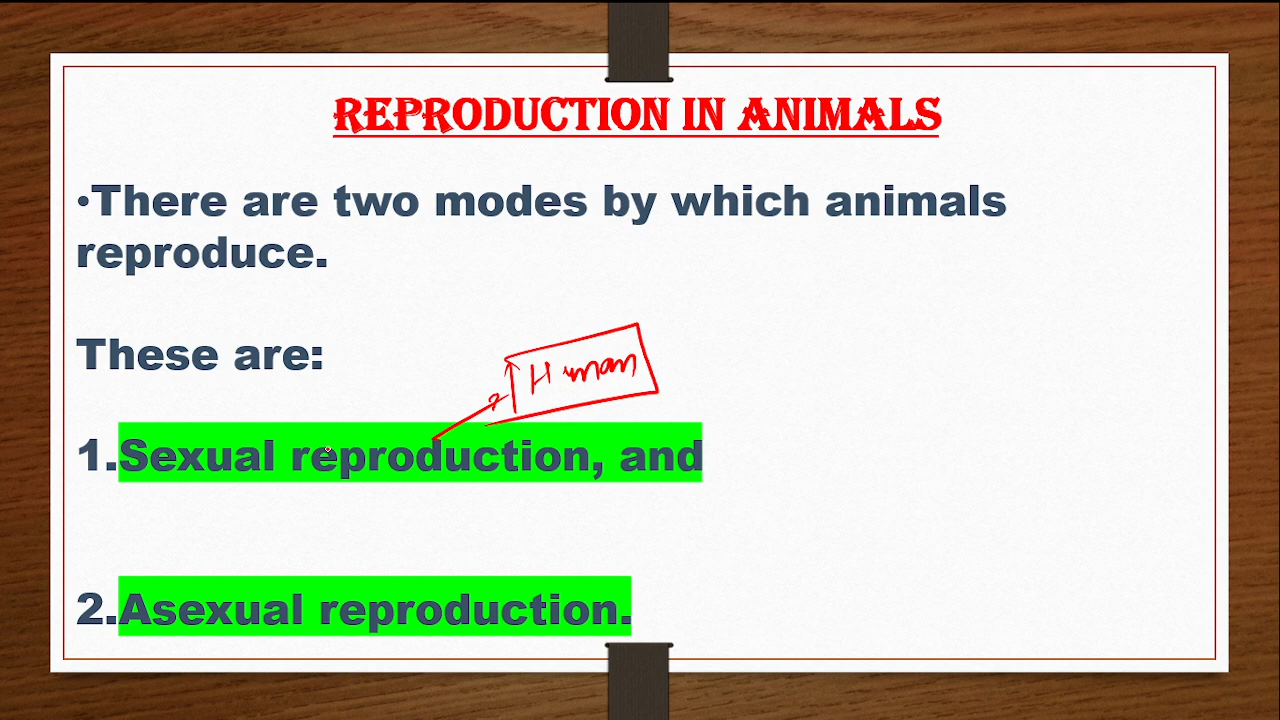 REPRODUCTION IN ANIMALS
•There are two modes by which animals
reproduce.
These are:
Human
1.Sexual reproduction, and
2.Asexual reproduction.